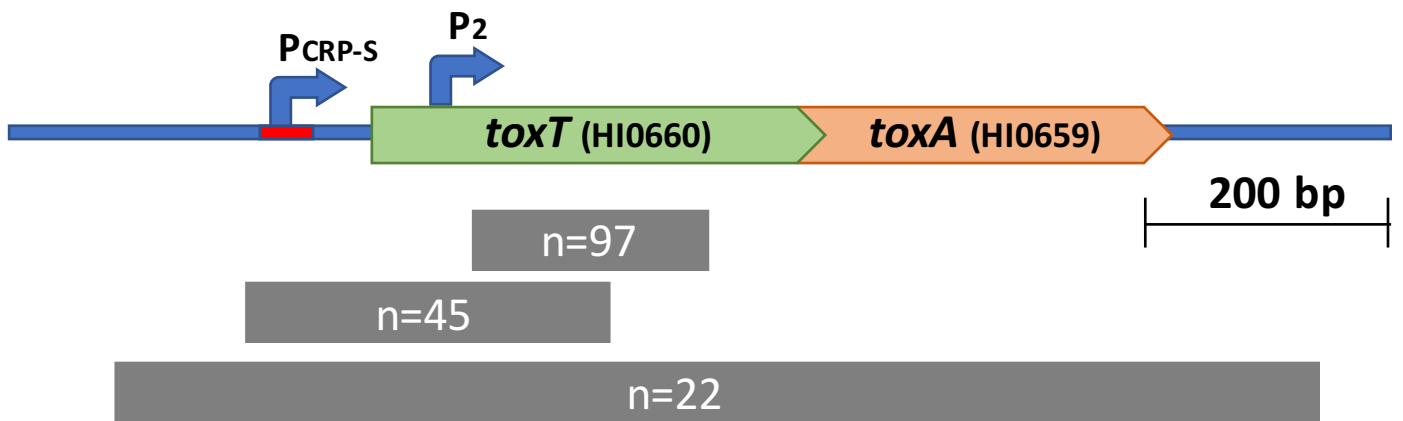 P2
PCRP-S
toxT (HI0660) toxA (HI0659)
200 bp
n=97
n=45
n=22